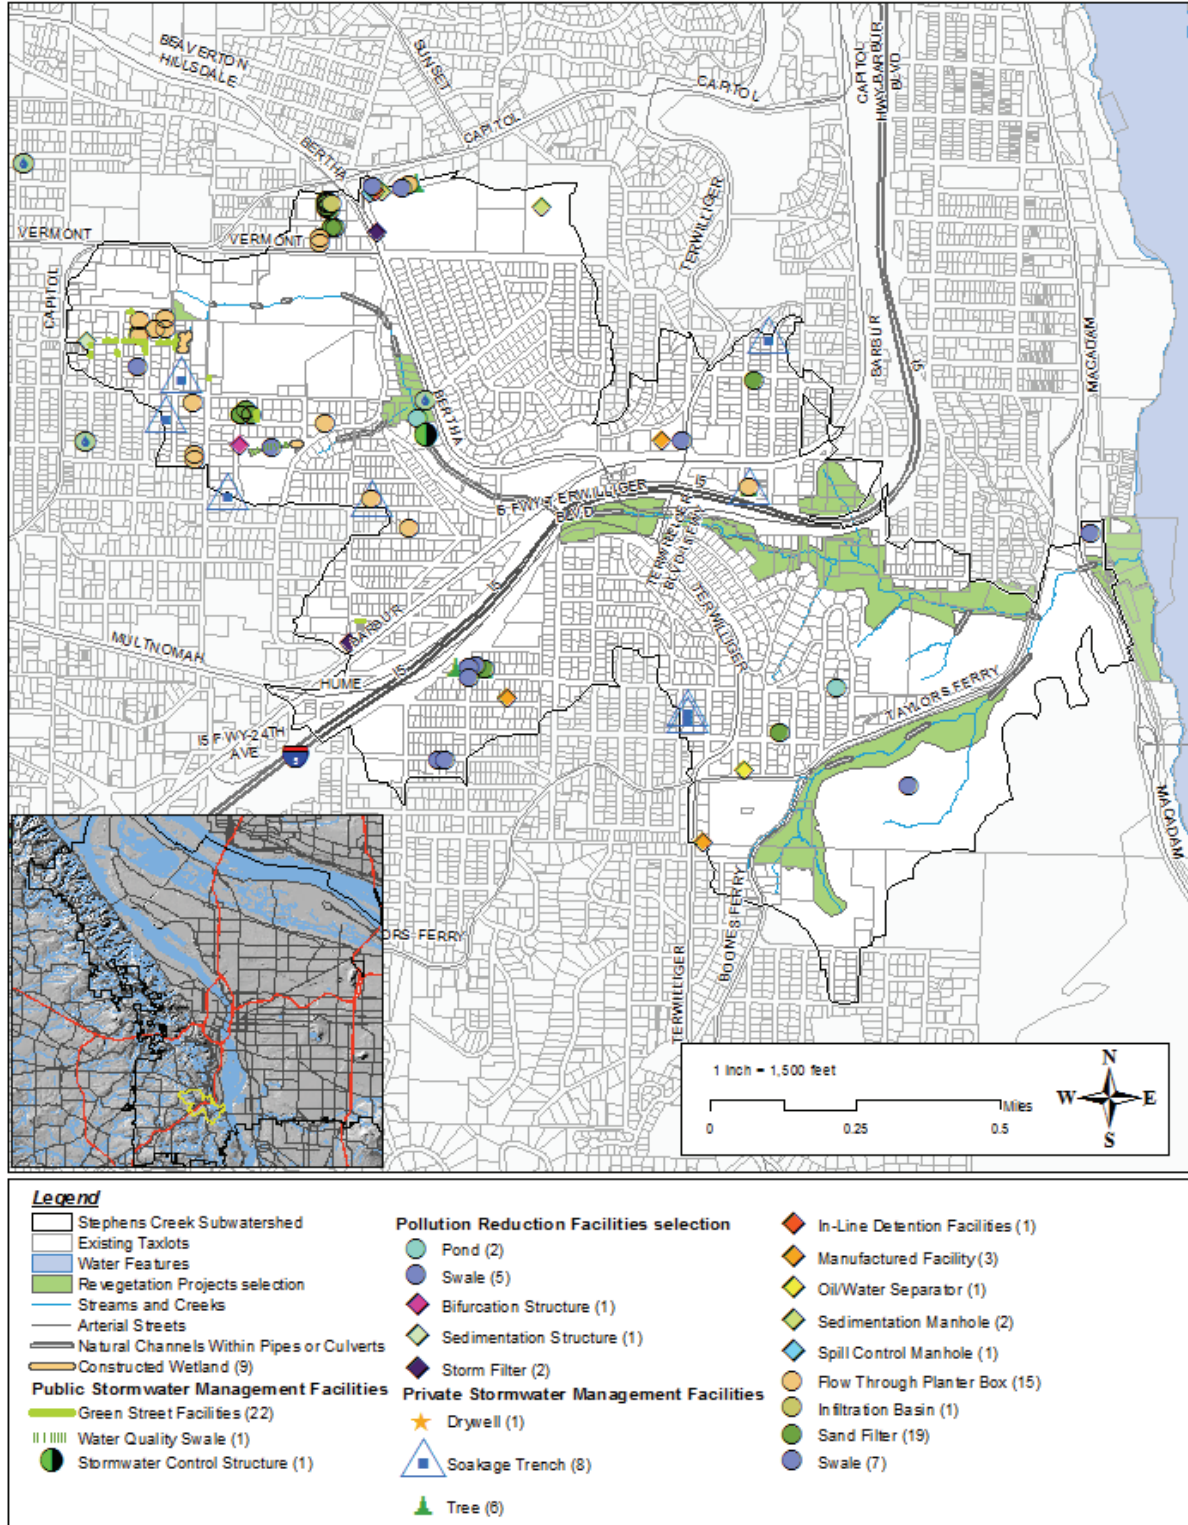 BEAVERTON
HILLSDALE
SUNSET
CAPITOL
CAPITOL
HWY-BARBUR
BLVD
CAPITOL
BERTHA
TERWILLIGER
VERMONT
VERMONT
CAPITOL
BARBUR
MACADAM
I5
BERTHA
I5
5 FWY-TERWILLIGER
BLVD
TERWILLIGER
I5
BARBUR
MULTNOMAH
HUME
I5
I5 FWY-24TH
AVE
TAYLORS FERRY
MACADAM
ORS FERRY
BOONES FERRY
TERWILLIGER
1 Inch = 1,500 feet
Miles
0
0.25
0.5
N
W
E
S
Legend
Stephens Creek Subwatershed
Existing Taxlots
Water Features
Revegetation Projects selection
Streams and Creeks
Arterial Streets
Natural Channels Within Pipes or Culverts
Constructed Wetland (9)
Public Stormwater Management Facilities
Green Street Facilities (22)
Water Quality Swale (1)
Stormwater Control Structure (1)
Pollution Reduction Facilities selection
Pond (2)
Swale (5)
Bifurcation Structure (1)
Sedimentation Structure (1)
Storm Filter (2)
Private Stormwater Management Facilities
Drywell (1)
Soakage Trench (8)
Tree (6)
In-Line Detention Facilities (1)
Manufactured Facility (3)
Oil/Water Separator (1)
Sedimentation Manhole (2)
Spill Control Manhole (1)
Flow Through Planter Box (15)
Infiltration Basin (1)
Sand Filter (19)
Swale (7)